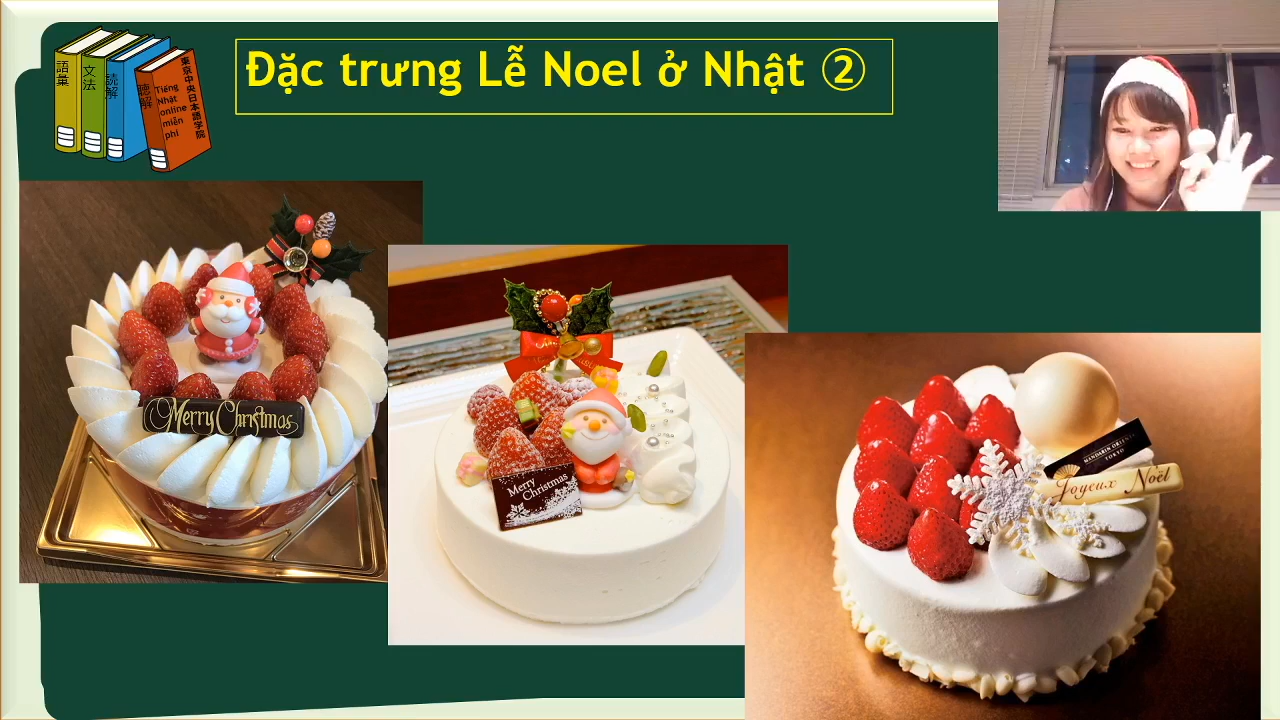 Đặc trưng Lễ Noel ở Nhật ②
語彙
文法
読解
聴解
Tiếng
Nhật
online
miễn
phí
東京中央日本語学院
Merry Christmas
Merry
Christmas
MANDARIN ORIENTAL
TOKYO
Joyeux Noël